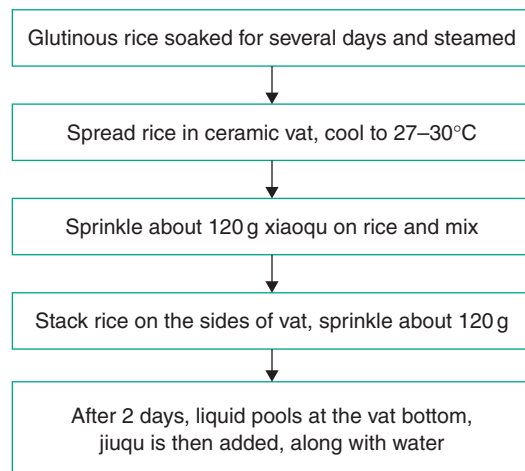 Glutinous rice soaked for several days and steamed
Spread rice in ceramic vat, cool to 27–30°C
Sprinkle about 120 g xiaoqu on rice and mix
Stack rice on the sides of vat, sprinkle about 120 g
After 2 days, liquid pools at the vat bottom,
jiuqu is then added, along with water